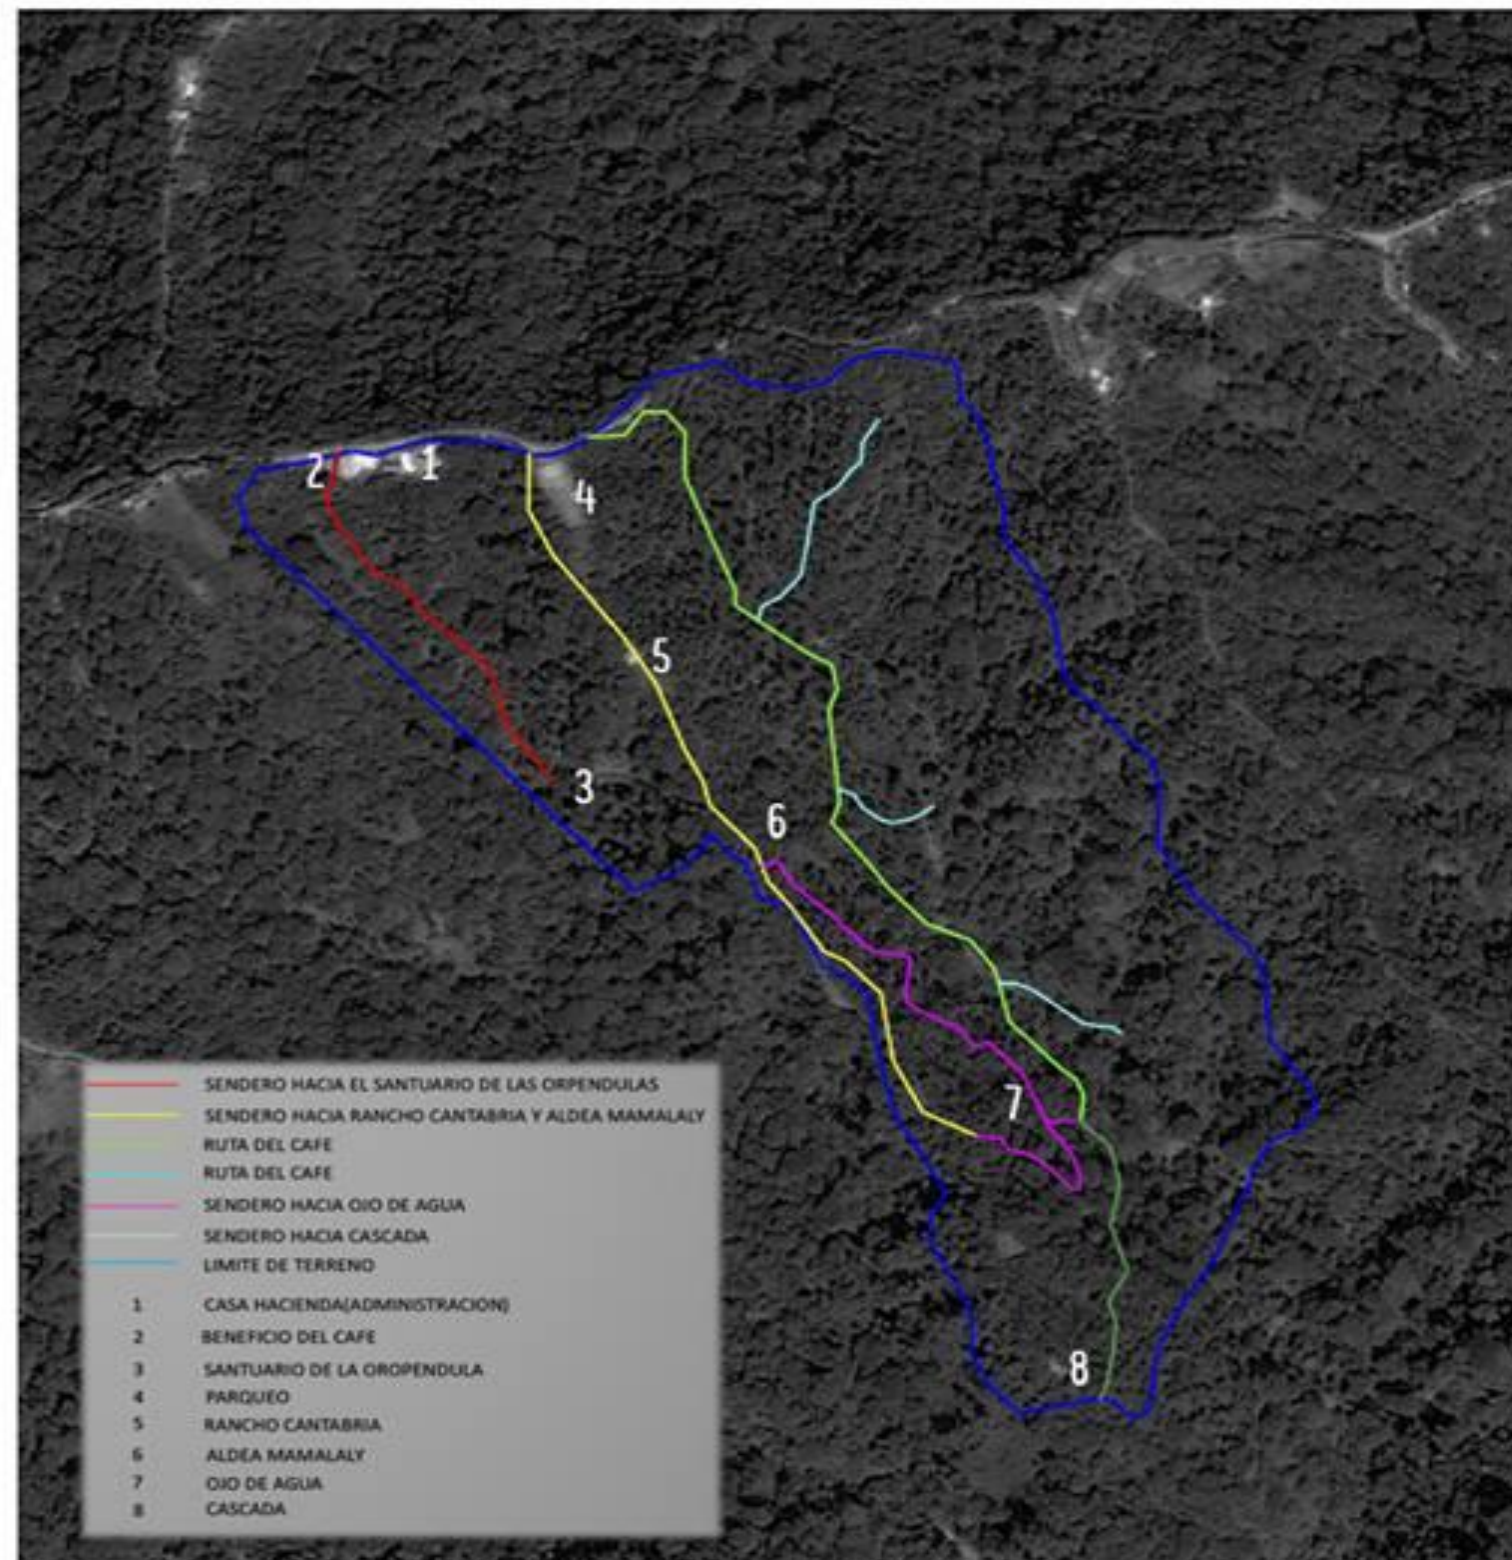 2
1
4
5
3
6
7
8
SENDERO HACIA EL SANTUARIO DE LAS ORPENDULAS
SENDERO HACIA RANCHO CANTABRIA Y ALDEA MAMALALY
RUTA DEL CAFE
RUTA DEL CAFE
SENDERO HACIA OJO DE AGUA
SENDERO HACIA CASCADA
LIMITE DE TERRENO
1 CASA HACIENDA(ADMINISTRACION)
2 BENEFICIO DEL CAFE
3 SANTUARIO DE LA OROPENDULA
4 PARQUEO
5 RANCHO CANTABRIA
6 ALDEA MAMALALY
7 OJO DE AGUA
8 CASCADA